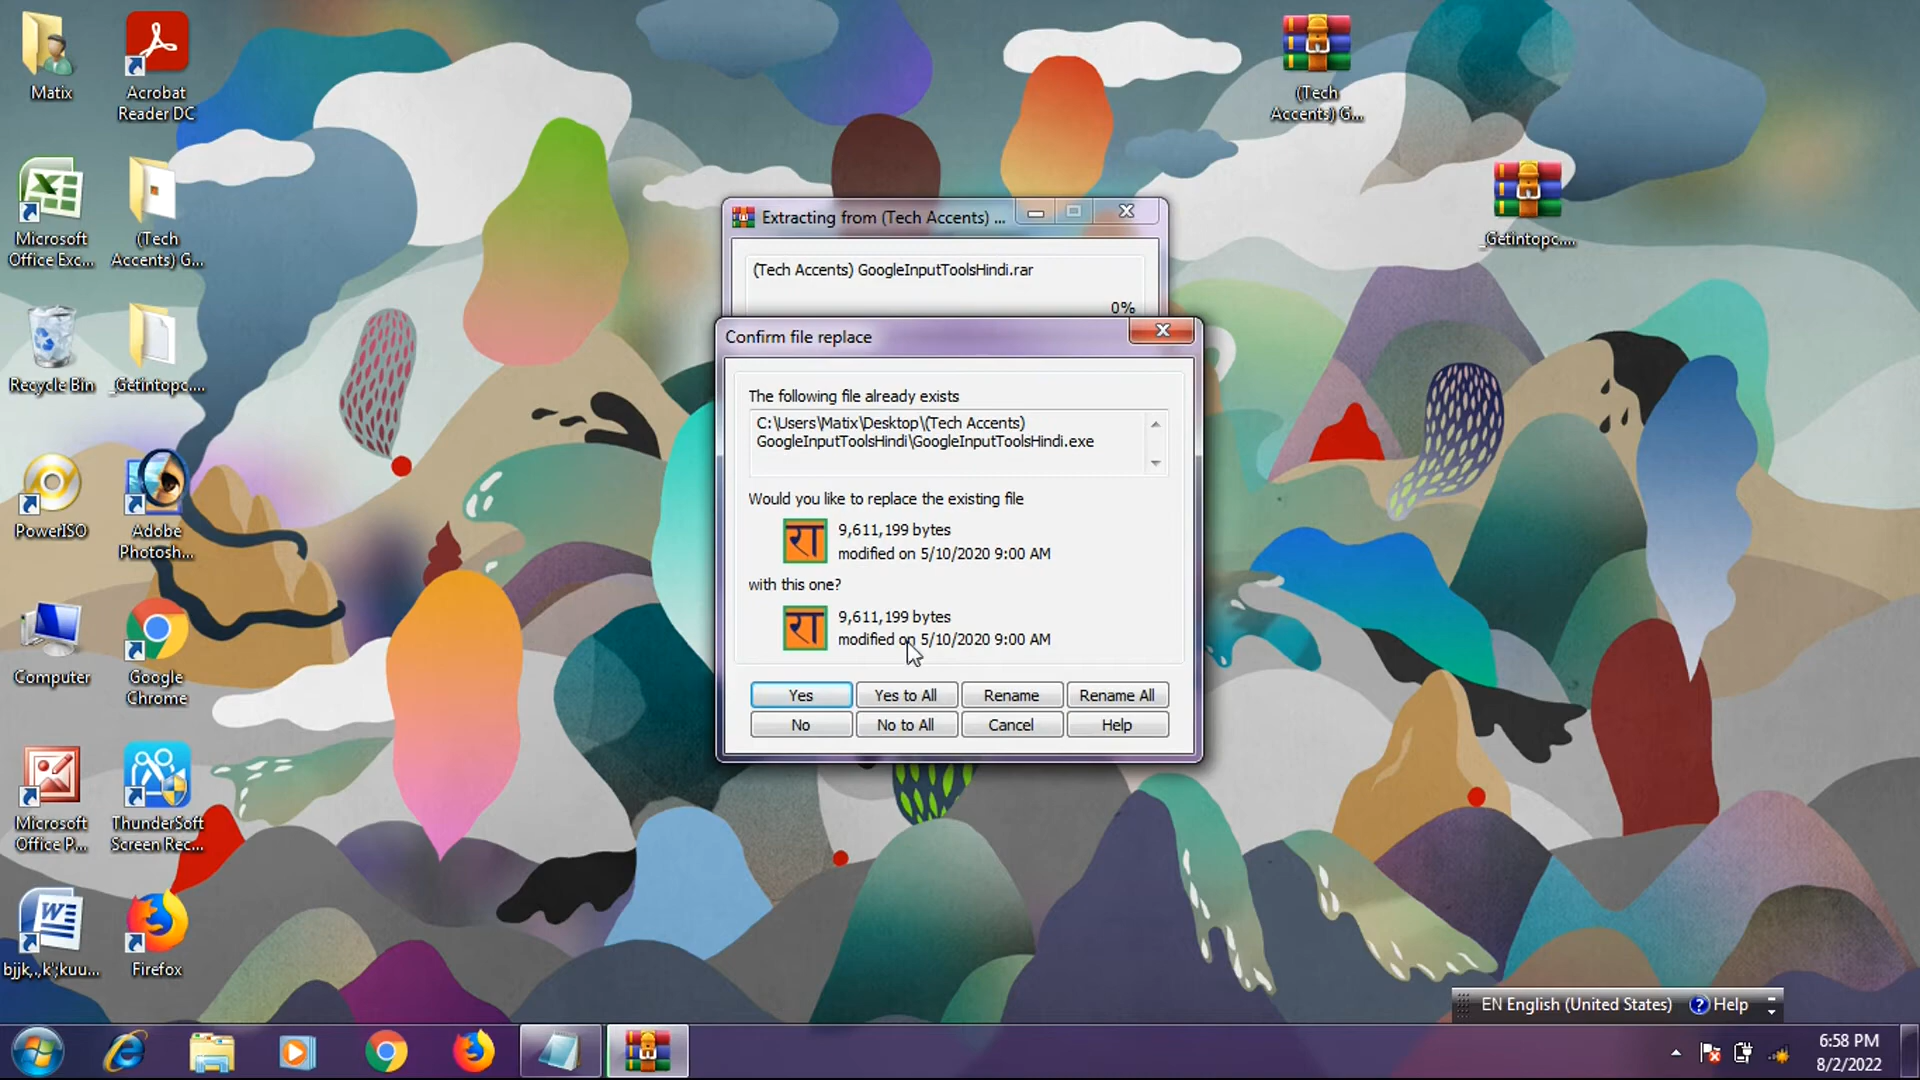 Matix
Acrobat
Reader DC
Microsoft
Office Exc...
(Tech
Accents) G...
Recycle Bin
_Getintopc....
PowerISO
Adobe
Photosh...
Computer
Google
Chrome
Microsoft
Office P...
ThunderSoft
Screen Rec...
bjjk,.,k';kuu...
Firefox
(Tech
Accents) G...
_Getintopc....
Extracting from (Tech Accents) ...
(Tech Accents) GoogleInputToolsHindi.rar
0%
Confirm file replace
The following file already exists
C:\Users\Matix\Desktop\(Tech Accents)
GoogleInputToolsHindi\GoogleInputToolsHindi.exe
Would you like to replace the existing file
रा
9,611,199 bytes
modified on 5/10/2020 9:00 AM
with this one?
रा
9,611,199 bytes
modified on 5/10/2020 9:00 AM
Yes
Yes to All
Rename
Rename All
No
No to All
Cancel
Help
EN English (United States)
Help
6:58 PM
8/2/2022